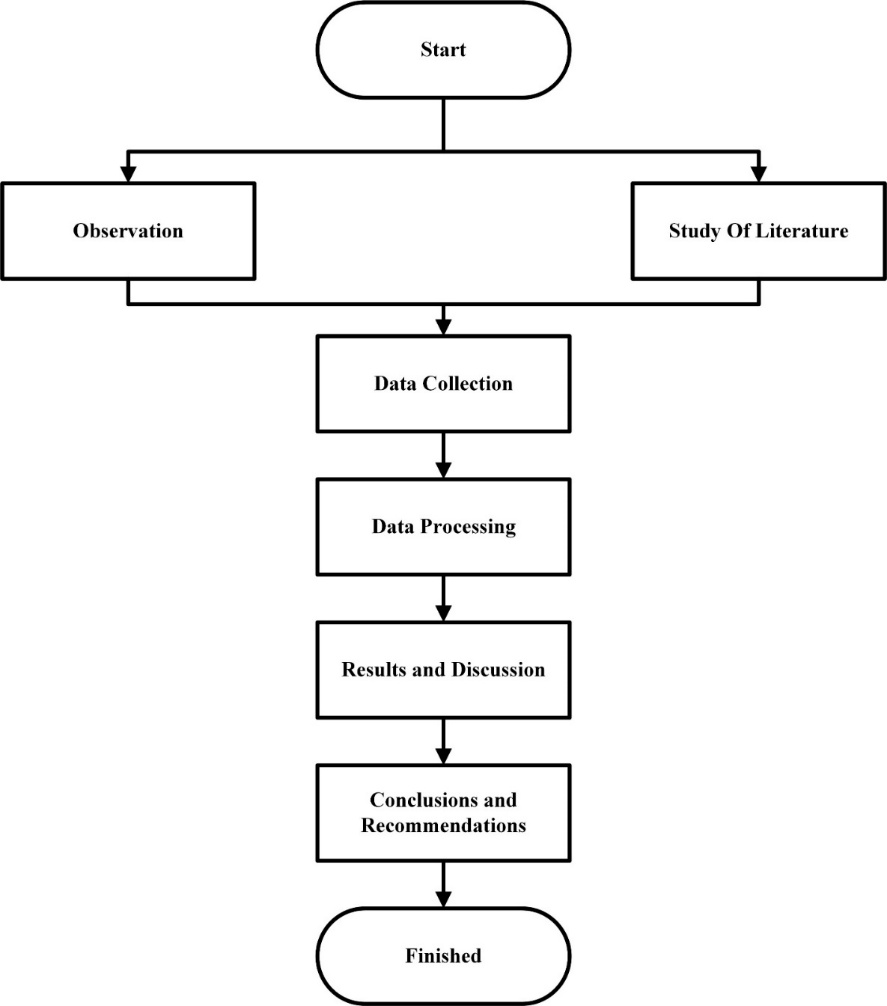 Start
Observation
Study Of Literature
Data Collection
Data Processing
Results and Discussion
Conclusions and
Recommendations
Finished